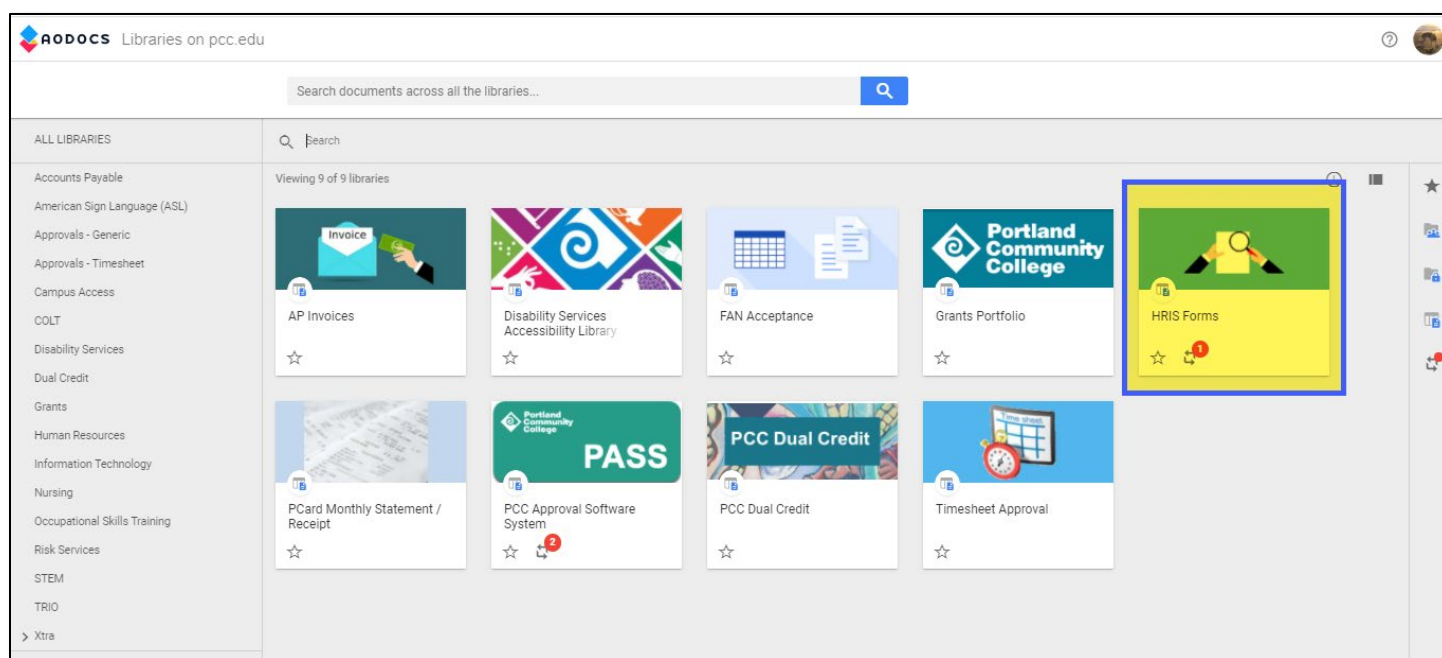 AODOCS Libraries on pcc.edu
Search documents across all the libraries...
ALL LIBRARIES
Search
Accounts Payable
American Sign Language (ASL)
Approvals - Generic
Approvals - Timesheet
Campus Access
COLT
Disability Services
Dual Credit
Grants
Human Resources
Information Technology
Nursing
Occupational Skills Training
Risk Services
STEM
TRIO
Xtra
Viewing 9 of 9 libraries
Invoice
AP Invoices
Disability Services
Accessibility Library
FAN Acceptance
Portland
Community
College
Grants Portfolio
HRIS Forms
1
PCard Monthly Statement /
Receipt
Portland
Community
College
PASS
PCC Approval Software
System
2
PCC Dual Credit
PCC Dual Credit
Time sheet
Timesheet Approval